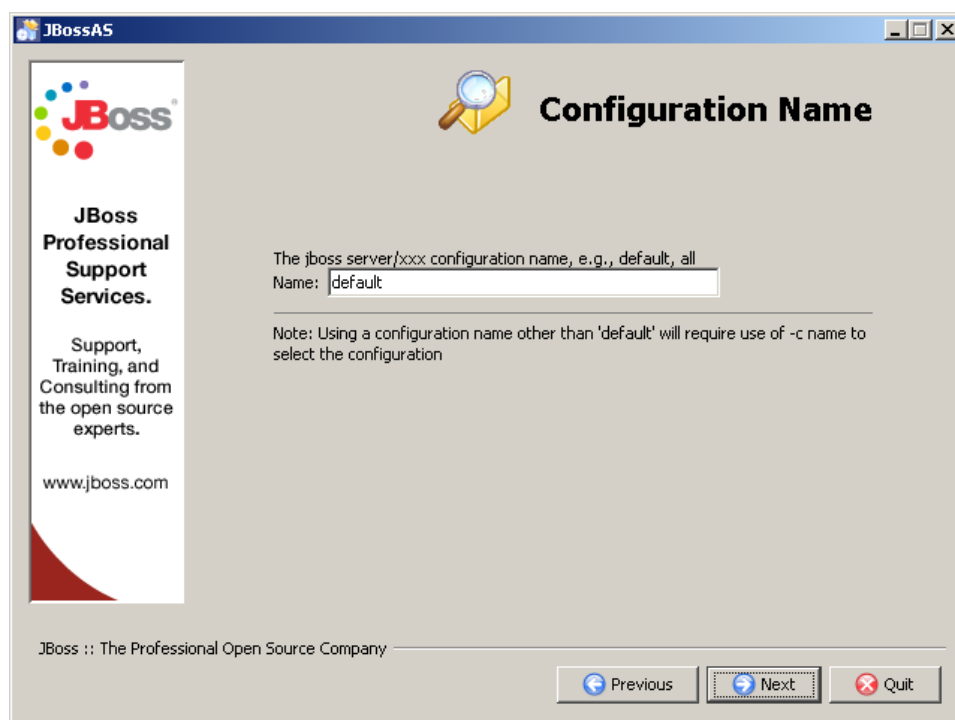 JBossAS
JBoss®
Configuration Name
JBoss
Professional
Support
Services.
Support,
Training, and
Consulting from
the open source
experts.
www.jboss.com
The jboss server/xxx configuration name, e.g., default, all
Name: default
Note: Using a configuration name other than 'default' will require use of -c name to
select the configuration
JBoss :: The Professional Open Source Company
Previous Next Quit